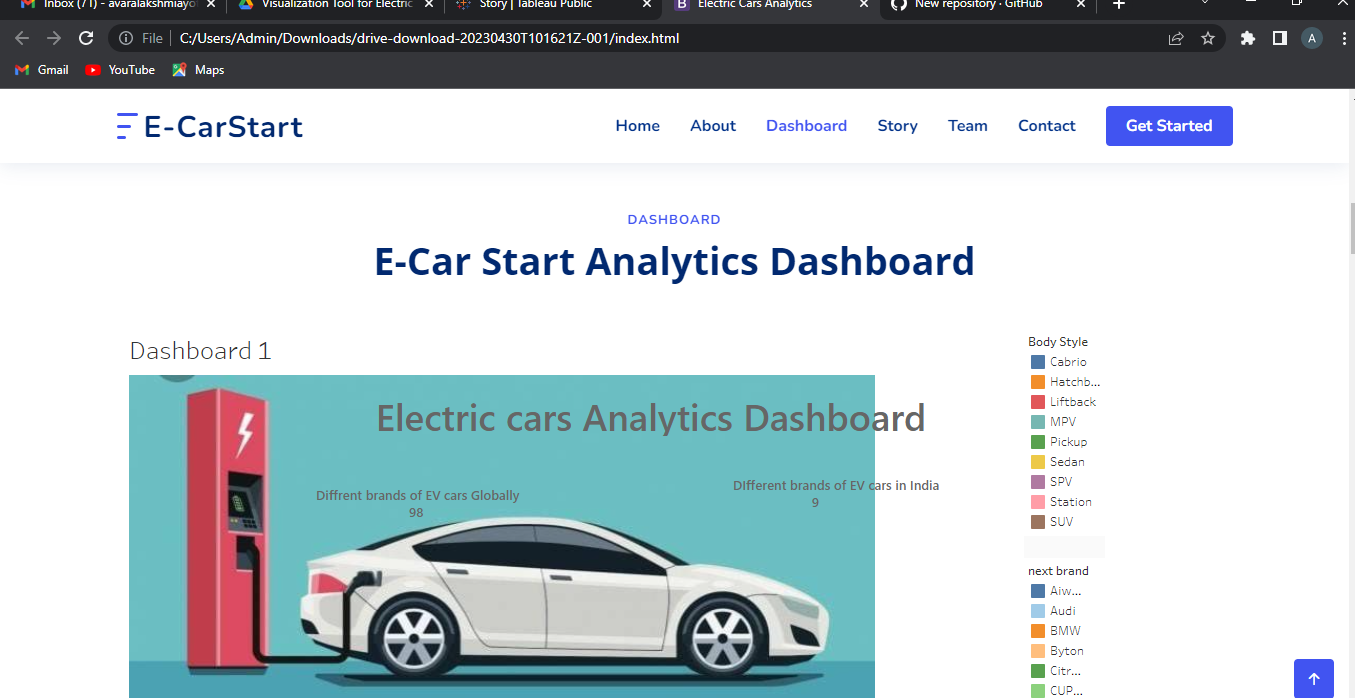 Inbox (71) - avaralakshmiayo
Visualization Tool for Electric
Story | Tableau Public
Electric Cars Analytics
New repository · GitHub
File
C:/Users/Admin/Downloads/drive-download-20230430T101621Z-001/index.html
A
Gmail
YouTube
Maps
E-CarStart
Home
About
Dashboard
Story
Team
Contact
Get Started
DASHBOARD
E-Car Start Analytics Dashboard
Dashboard 1
Electric cars Analytics Dashboard
Diffrent brands of EV cars Globally
98
DIfferent brands of EV cars in India
9
Body Style
Cabrio
Hatchb...
Liftback
MPV
Pickup
Sedan
SPV
Station
SUV
next brand
Aiw...
Audi
BMW
Byton
Citr...
CUP...